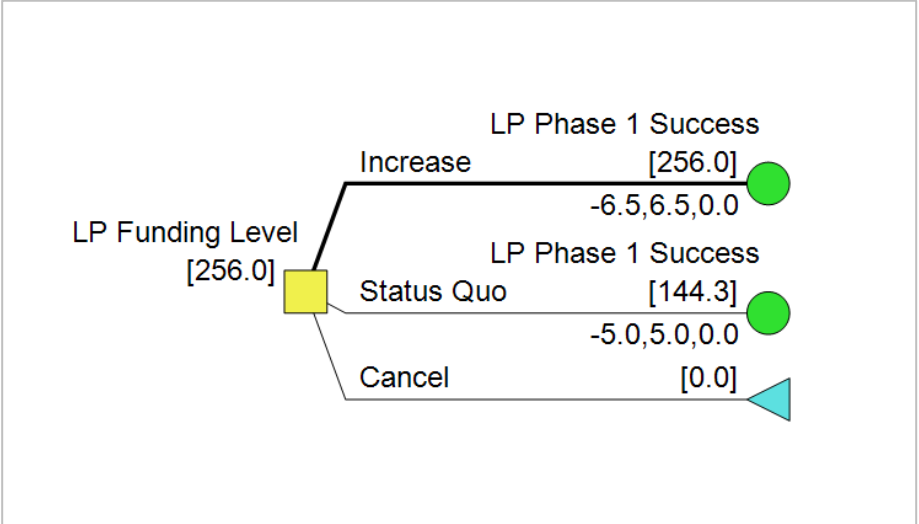 LP Phase 1 Success
Increase [256.0]
-6.5,6.5,0.0
LP Funding Level
[256.0]
LP Phase 1 Success
Status Quo [144.3]
-5.0,5.0,0.0
Cancel [0.0]